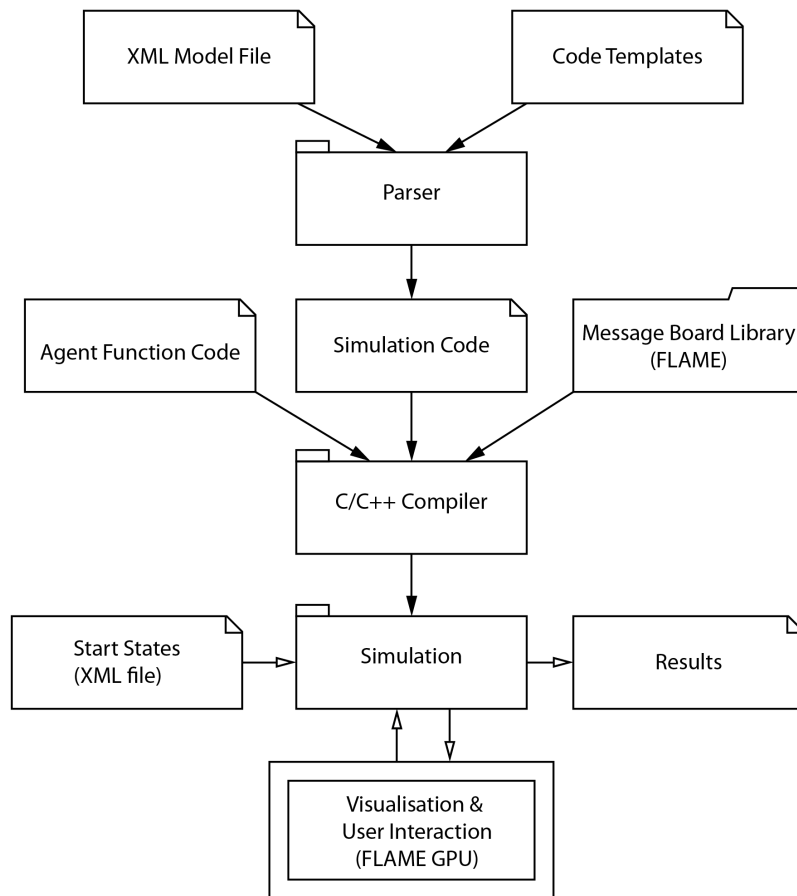 XML Model File
Code Templates
Parser
Agent Function Code
Simulation Code
Message Board Library
(FLAME)
C/C++ Compiler
Start States
(XML file)
Simulation
Results
Visualisation &
User Interaction
(FLAME GPU)